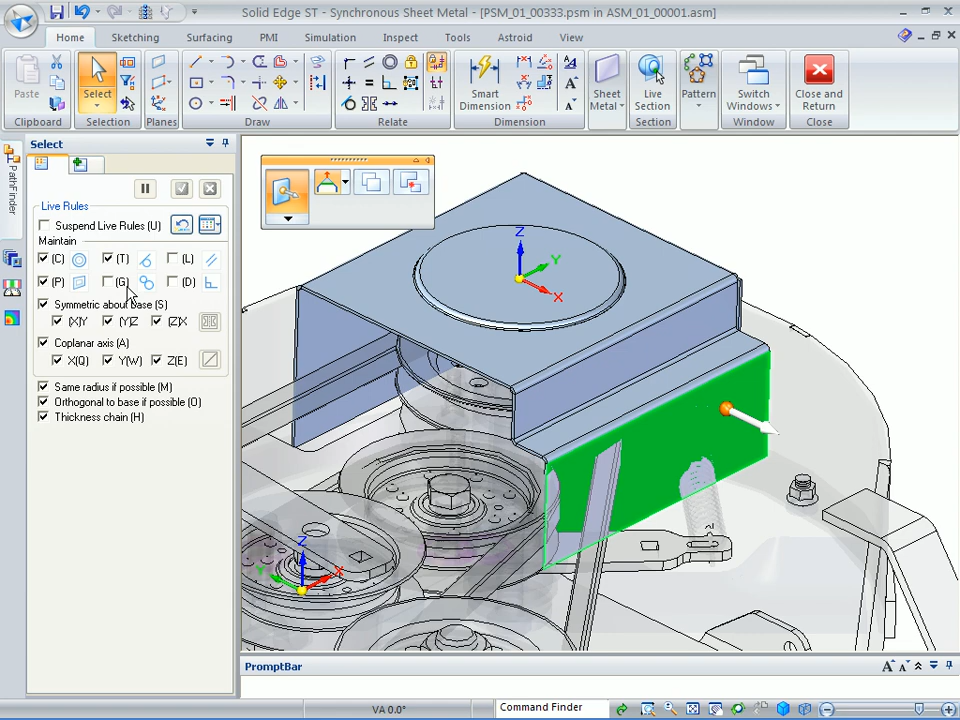 Solid Edge ST - Synchronous Sheet Metal - [PSM_01_00333.psm in ASM_01_00001.asm]
Home Sketching Surfacing PMI Simulation Inspect Tools Astroid View
Paste Select Smart Dimension Sheet Metal Live Section Pattern Switch Windows Close and Return
Clipboard Selection Planes Draw Relate Dimension Section Window Close
PathFinder
Select
Live Rules
Suspend Live Rules (U)
Maintain
(C) (T) (L)
(P) (G) (D)
Symmetric about base (S)
(X)Y (Y)Z (Z)X
Coplanar axis (A)
X(Q) Y(W) Z(E)
Same radius if possible (M)
Orthogonal to base if possible (O)
Thickness chain (H)
Z
Y
X
Z
Y
X
PromptBar
VA 0.0° Command Finder